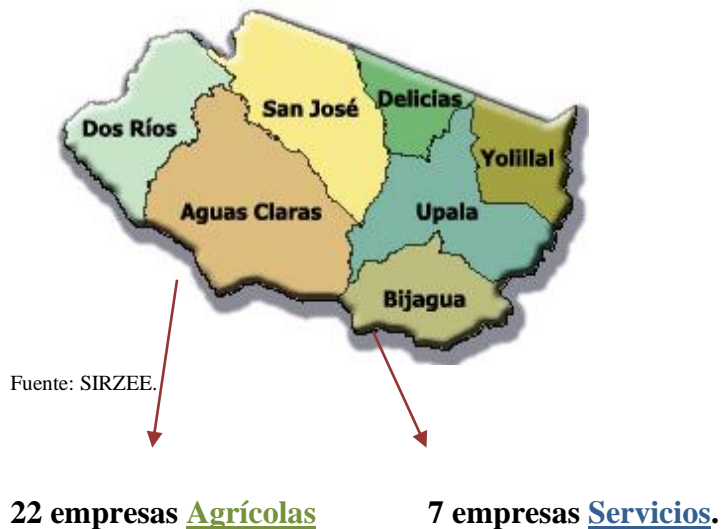 Delicias
San José
Dos Ríos
Yolillal
Aguas Claras
Upala
Bijagua
Fuente: SIRZEE.
22 empresas Agrícolas
7 empresas Servicios.